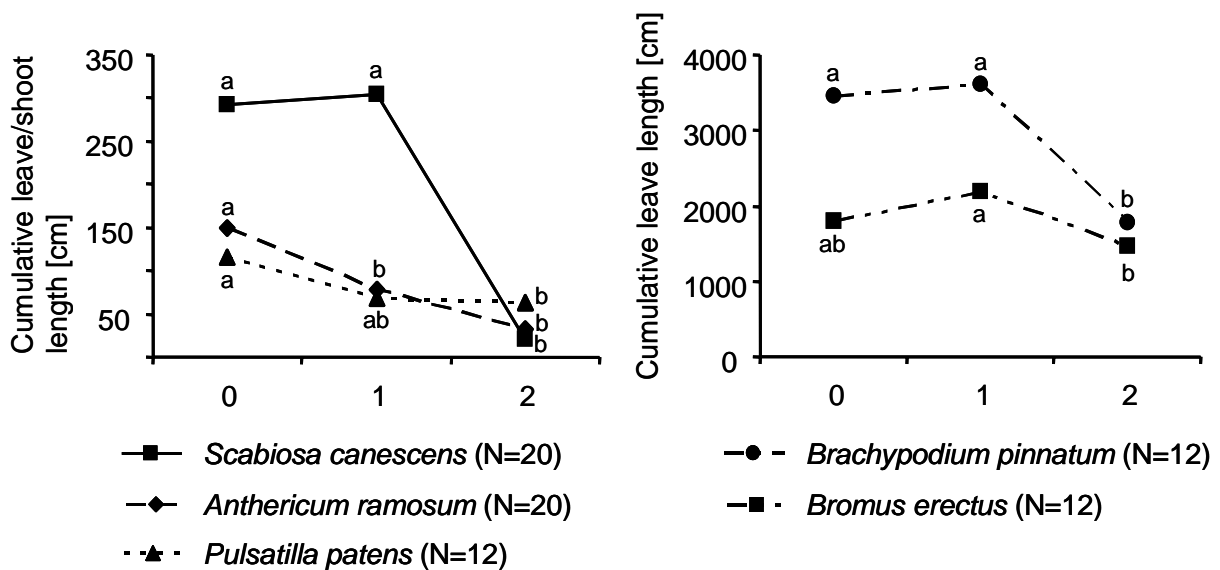 Cumulative leave/shoot
length [cm]
350
250
150
50
a
a
a
a
b
ab
b
b
b
0
1
2
Scabiosa canescens (N=20)
Anthericum ramosum (N=20)
Pulsatilla patens (N=12)
Cumulative leave length [cm]
4000
3000
2000
1000
0
a
a
ab
a
b
b
0
1
2
Brachypodium pinnatum (N=12)
Bromus erectus (N=12)